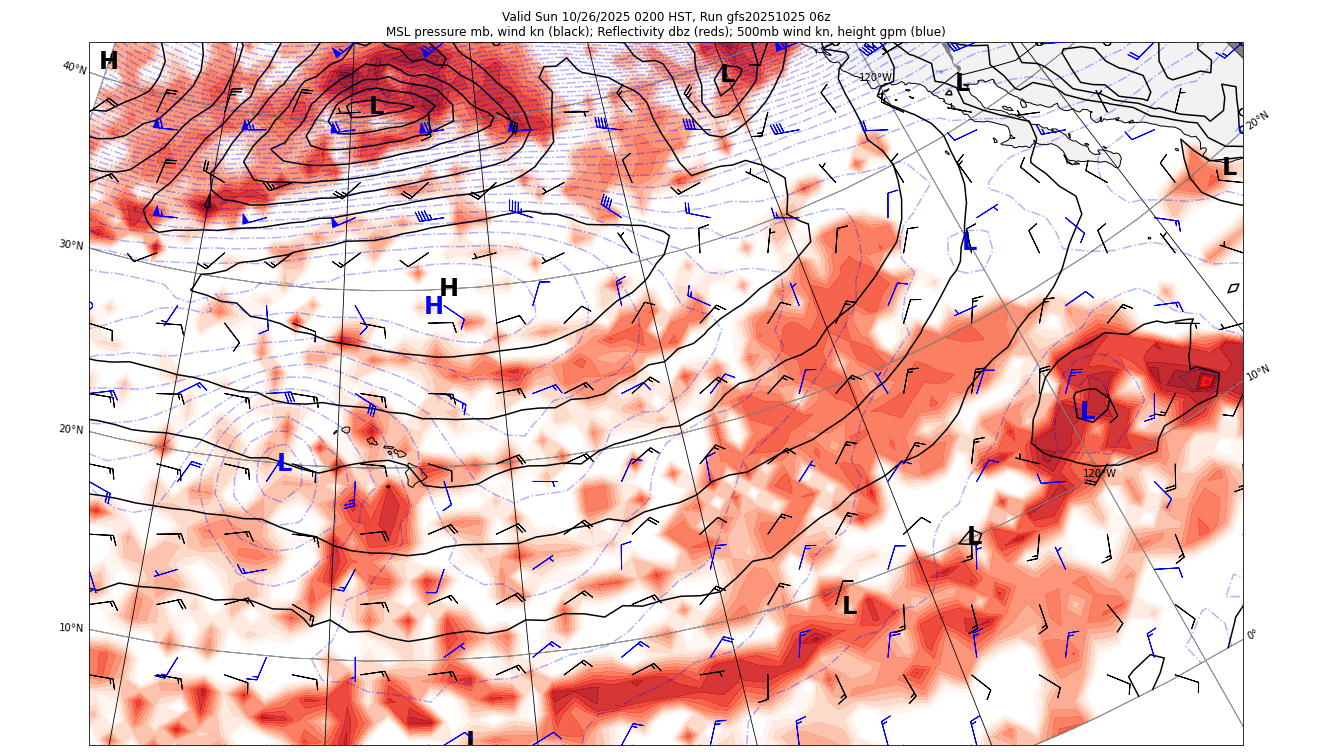 Valid Sun 10/26/2025 0200 HST, Run gfs20251025 06z
MSL pressure mb, wind kn (black); Reflectivity dbz (reds); 500mb wind kn, height gpm (blue)
H
40°N
L
L
120°W
L
20°N
L
30°N
L
H
H
10°N
L
20°N
L
120°W
L
L
10°N
0°
L